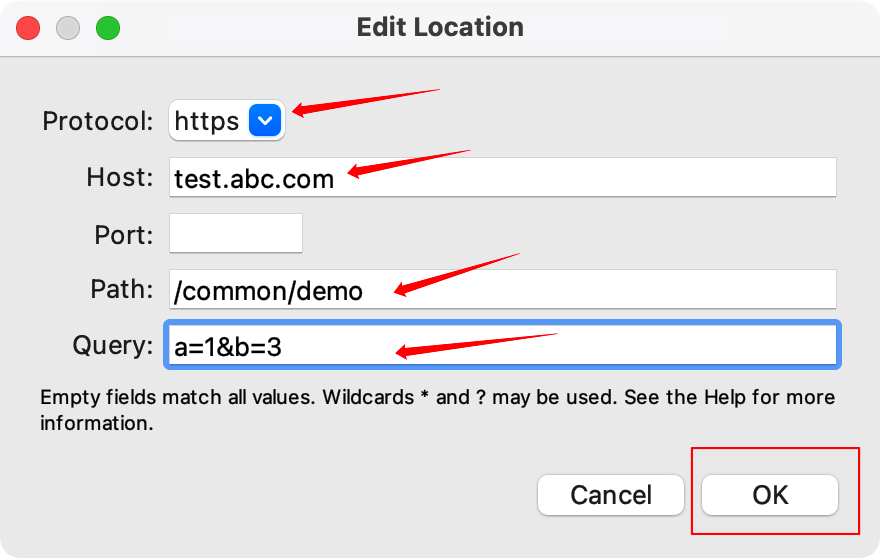 Edit Location
Protocol: https
Host: test.abc.com
Port:
Path: /common/demo
Query: a=1&b=3
Empty fields match all values. Wildcards * and ? may be used. See the Help for more
information.
Cancel OK